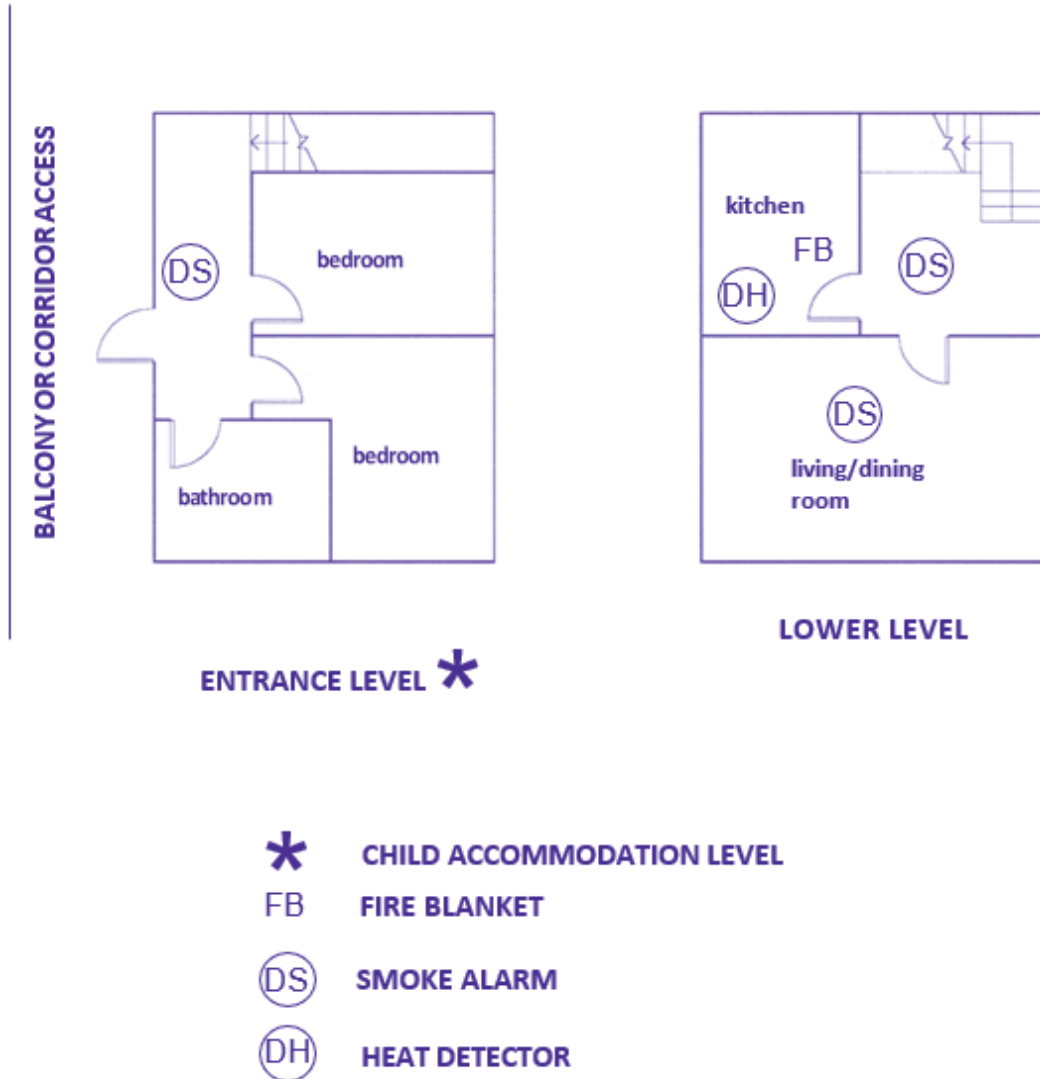 BALCONY OR CORRIDOR ACCESS
DS
bedroom
bedroom
bathroom
ENTRANCE LEVEL *
kitchen
FB
DH
DS
DS
living/dining
room
LOWER LEVEL
* CHILD ACCOMMODATION LEVEL
FB FIRE BLANKET
DS SMOKE ALARM
DH HEAT DETECTOR